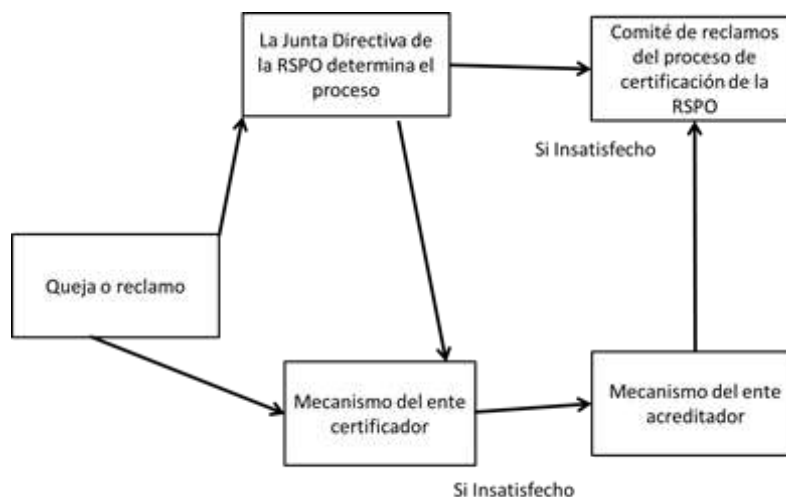 La Junta Directiva de
la RSPO determina el
proceso
Comité de reclamos
del proceso de
certificación de la
RSPO
Si Insatisfecho
Queja o reclamo
Mecanismo del ente
certificador
Mecanismo del ente
acreditador
Si Insatisfecho